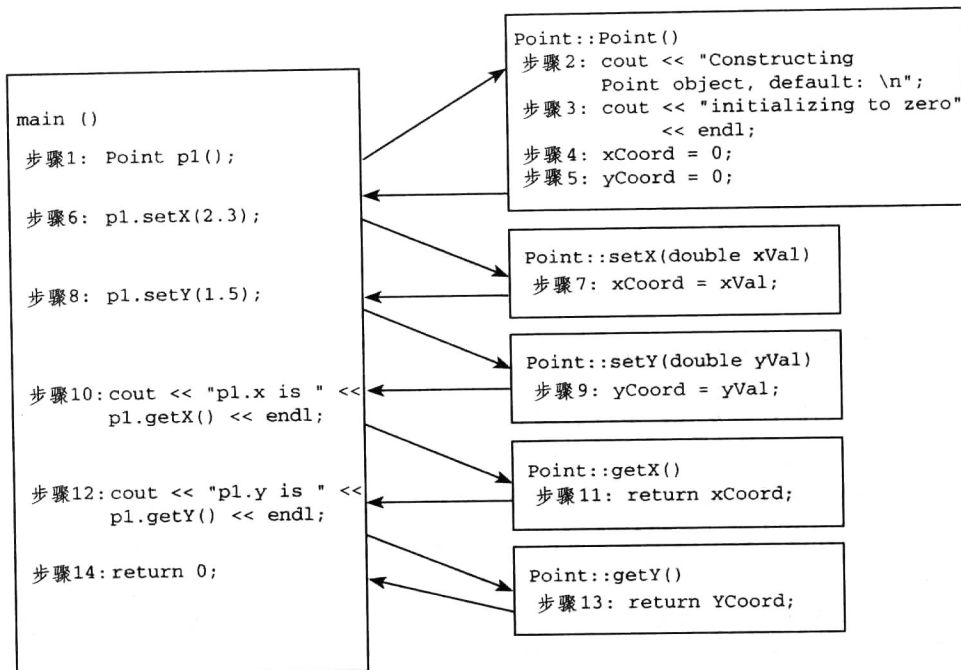 main ()
步骤1: Point p1();
步骤6: p1.setX(2.3);
步骤8: p1.setY(1.5);
步骤10:cout << "p1.x is " <<
p1.getX() << endl;
步骤12:cout << "p1.y is " <<
p1.getY() << endl;
步骤14:return 0;
Point::Point()
步骤2: cout << "Constructing
Point object, default: \n";
步骤3: cout << "initializing to zero"
<< endl;
步骤4: xCoord = 0;
步骤5: yCoord = 0;
Point::setX(double xVal)
步骤7: xCoord = xVal;
Point::setY(double yVal)
步骤9: yCoord = yVal;
Point::getX()
步骤11: return xCoord;
Point::getY()
步骤13: return YCoord;